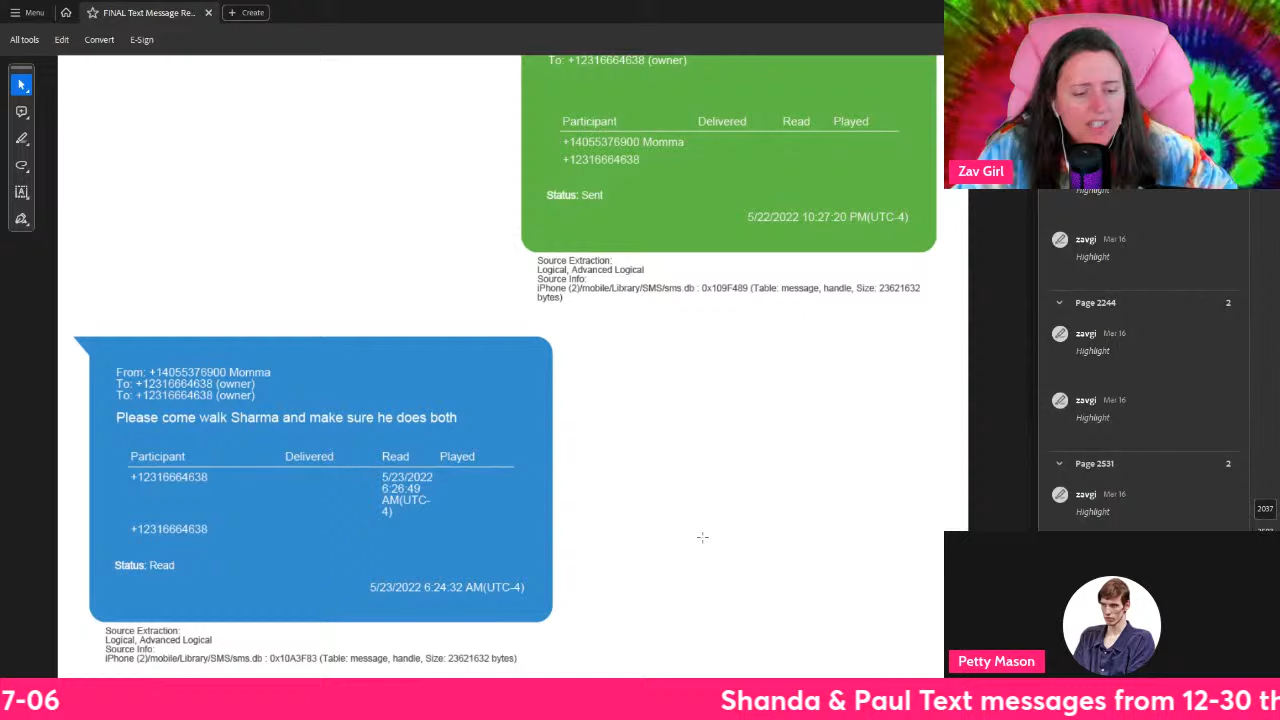 Menu
FINAL Text Message Re...
Create
All tools
Edit
Convert
E-Sign
To: +12316664638 (owner)
Participant Delivered Read Played
+14055376900 Momma
+12316664638
Status: Sent
5/22/2022 10:27:20 PM(UTC-4)
Source Extraction:
Logical, Advanced Logical
Source Info:
iPhone (2)/mobile/Library/SMS/sms.db : 0x109F489 (Table: message, handle, Size: 23621632
bytes)
From: +14055376900 Momma
To: +12316664638 (owner)
To: +12316664638 (owner)
Please come walk Sharma and make sure he does both
Participant Delivered Read Played
+12316664638 5/23/2022
6:26:49
AM(UTC-
4)
+12316664638
Status: Read
5/23/2022 6:24:32 AM(UTC-4)
Source Extraction:
Logical, Advanced Logical
Source Info:
iPhone (2)/mobile/Library/SMS/sms.db : 0x10A3F83 (Table: message, handle, Size: 23621632 bytes)
Zav Girl
Highlight
zavgi Mar 16
Highlight
Page 2244 2
zavgi Mar 16
Highlight
zavgi Mar 16
Highlight
Page 2531 2
zavgi Mar 16
Highlight
2037
Petty Mason
7-06 Shanda & Paul Text messages from 12-30 th